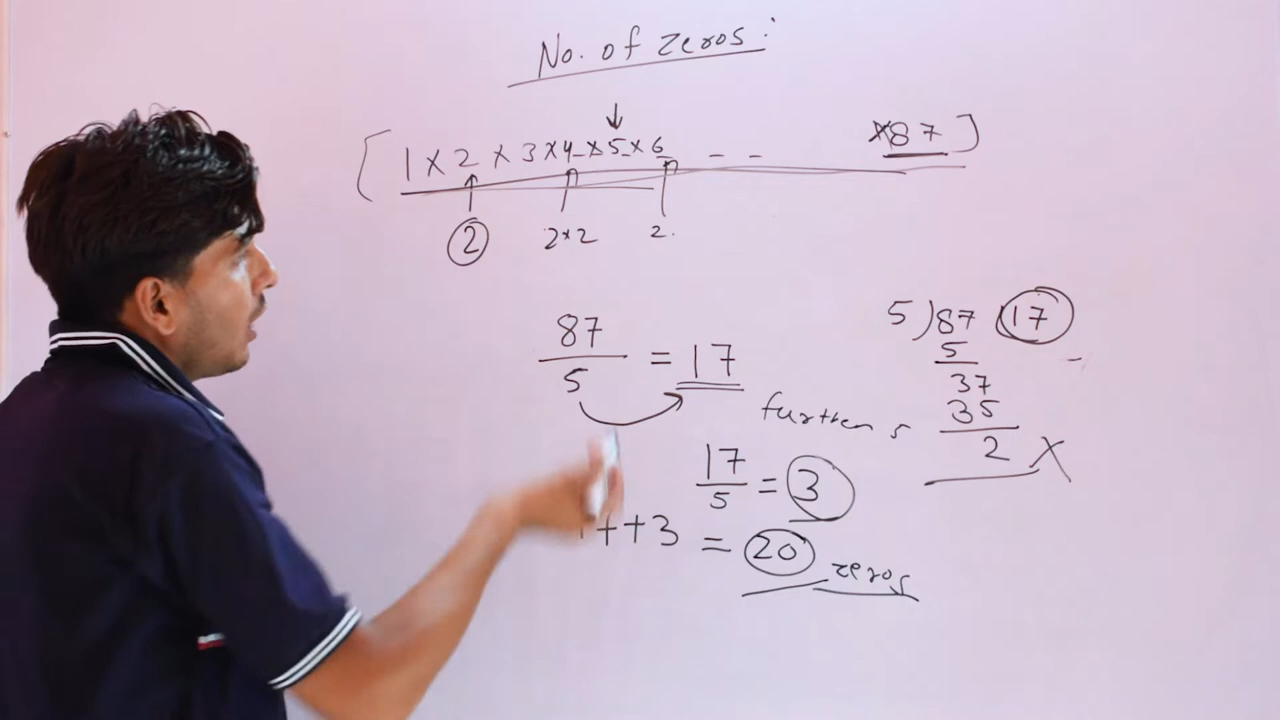 No. of zeros:
[ 1 × 2 × 3 × 4 × 5 × 6 - - × 87 ]
2 2×2 2.
87/5 = 17
5 ) 87 ( 17
5
37
35
2 ×
further 5
17/5 = 3
+ 3 = 20 zeros